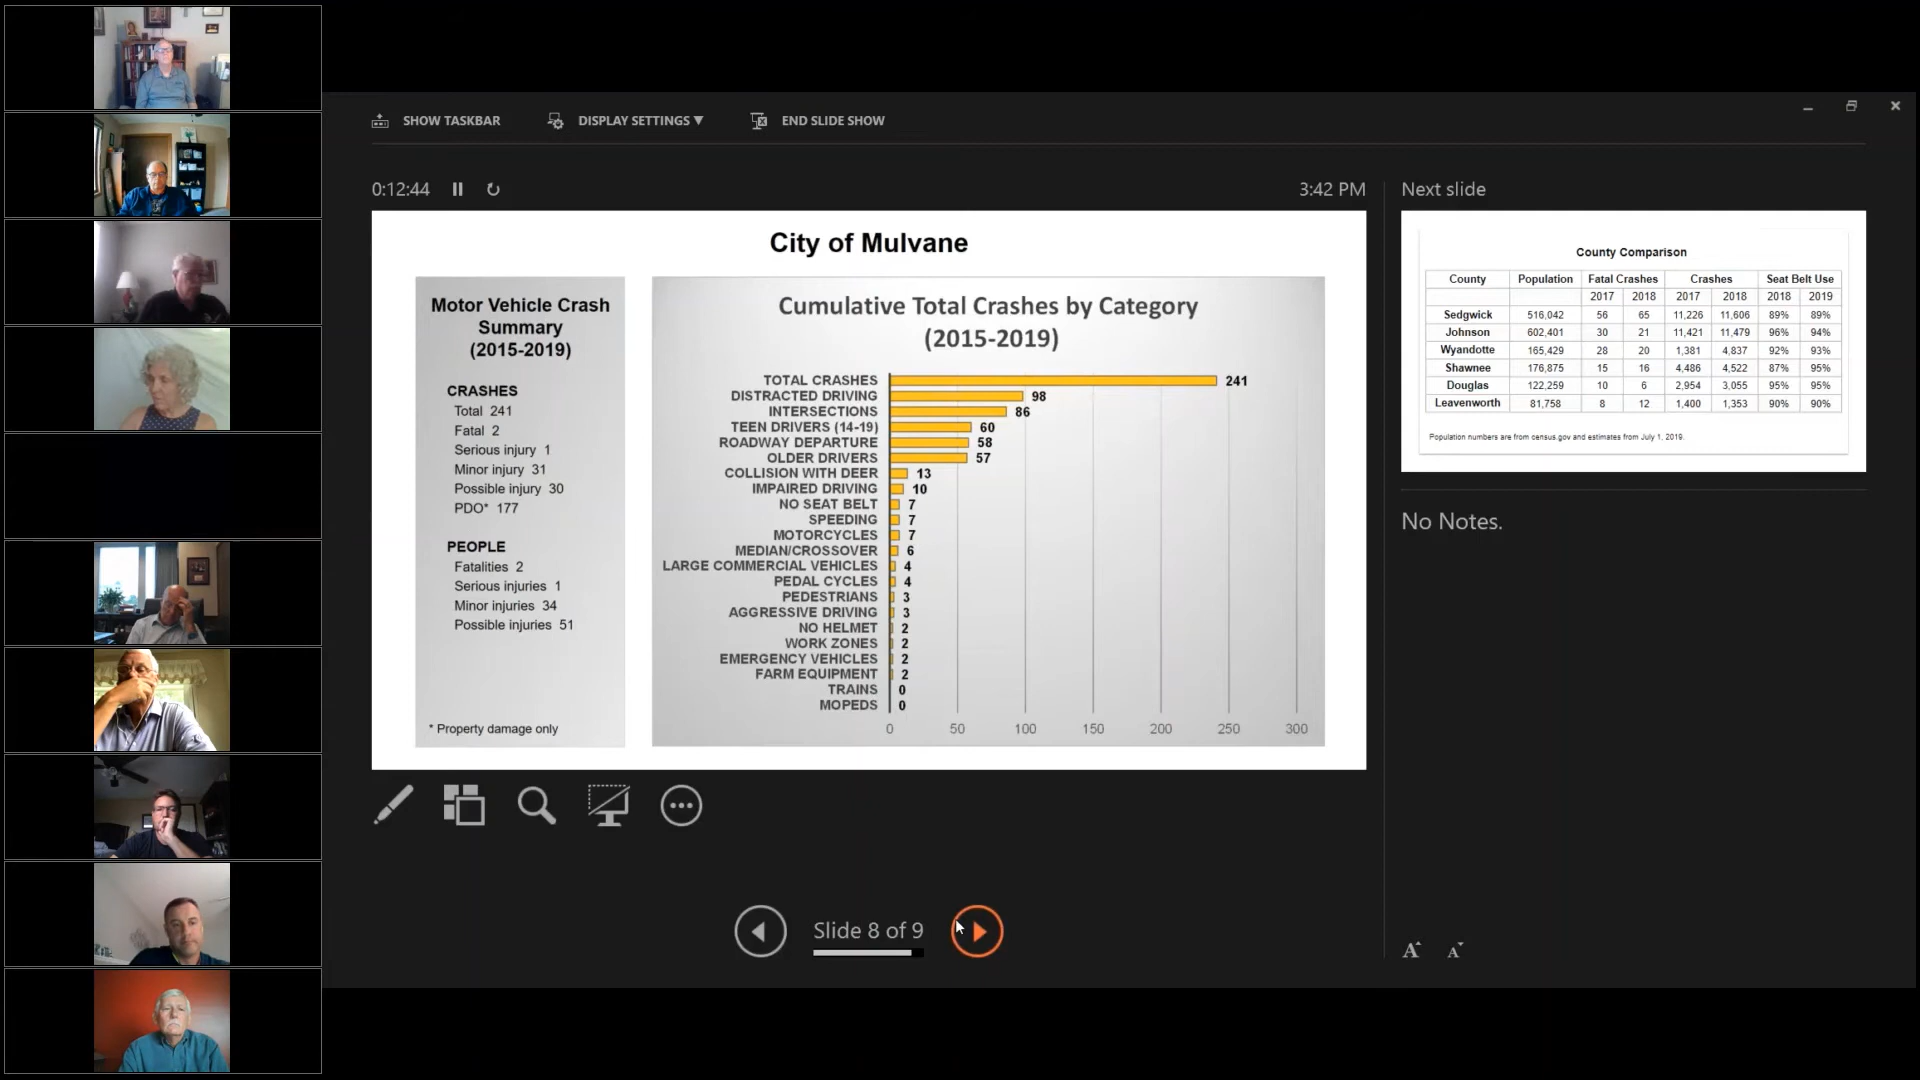 SHOW TASKBAR
DISPLAY SETTINGS ▼
END SLIDE SHOW
0:12:44
3:42 PM
Next slide
City of Mulvane
Motor Vehicle Crash
Summary
(2015-2019)
CRASHES
Total 241
Fatal 2
Serious injury 1
Minor injury 31
Possible injury 30
PDO* 177
PEOPLE
Fatalities 2
Serious injuries 1
Minor injuries 34
Possible injuries 51
* Property damage only
Cumulative Total Crashes by Category
(2015-2019)
TOTAL CRASHES 241
DISTRACTED DRIVING 98
INTERSECTIONS 86
TEEN DRIVERS (14-19) 60
ROADWAY DEPARTURE 58
OLDER DRIVERS 57
COLLISION WITH DEER 13
IMPAIRED DRIVING 10
NO SEAT BELT 7
SPEEDING 7
MOTORCYCLES 7
MEDIAN/CROSSOVER 6
LARGE COMMERCIAL VEHICLES 4
PEDAL CYCLES 4
PEDESTRIANS 3
AGGRESSIVE DRIVING 3
NO HELMET 2
WORK ZONES 2
EMERGENCY VEHICLES 2
FARM EQUIPMENT 2
TRAINS 0
MOPEDS 0
0 50 100 150 200 250 300
County Comparison
County Population Fatal Crashes Crashes Seat Belt Use
2017 2018 2017 2018 2018 2019
Sedgwick 516,042 56 65 11,226 11,606 89% 89%
Johnson 602,401 30 21 11,421 11,479 96% 94%
Wyandotte 165,429 28 20 1,381 4,837 92% 93%
Shawnee 176,875 15 16 4,486 4,522 87% 95%
Douglas 122,259 10 6 2,954 3,055 95% 95%
Leavenworth 81,758 8 12 1,400 1,353 90% 90%
Population numbers are from census.gov and estimates from July 1, 2019.
No Notes.
Slide 8 of 9
A A